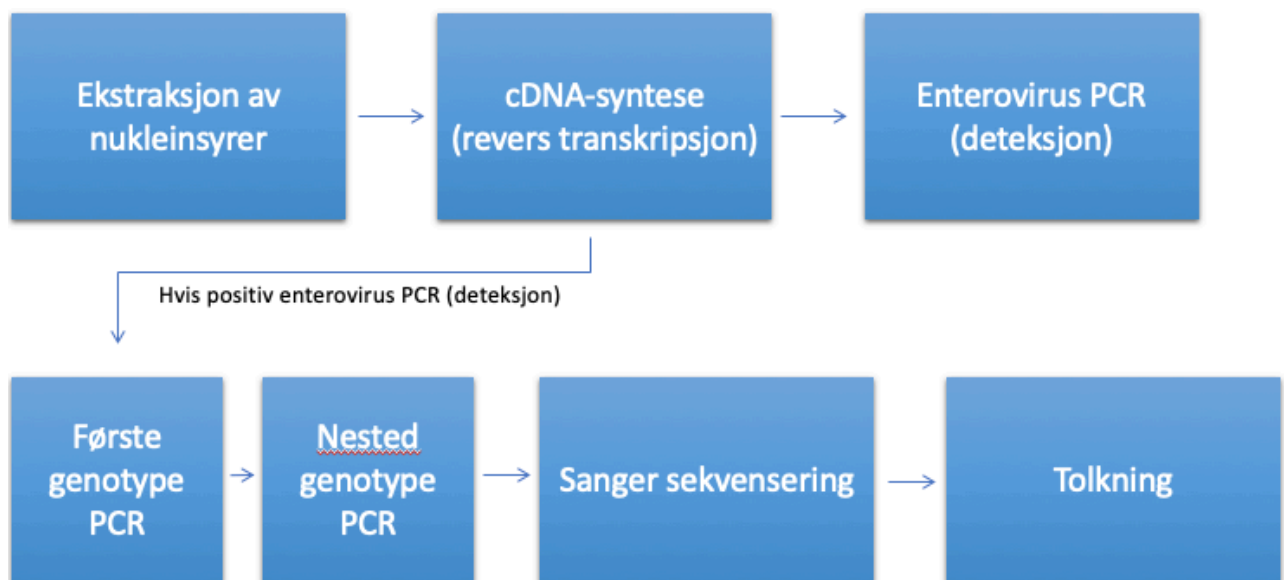 Ekstraksjon av
nukleinsyrer
cDNA-syntese
(revers transkripsjon)
Enterovirus PCR
(deteksjon)
Hvis positiv enterovirus PCR (deteksjon)
Første
genotype
PCR
Nested
genotype
PCR
Sanger sekvensering
Tolkning